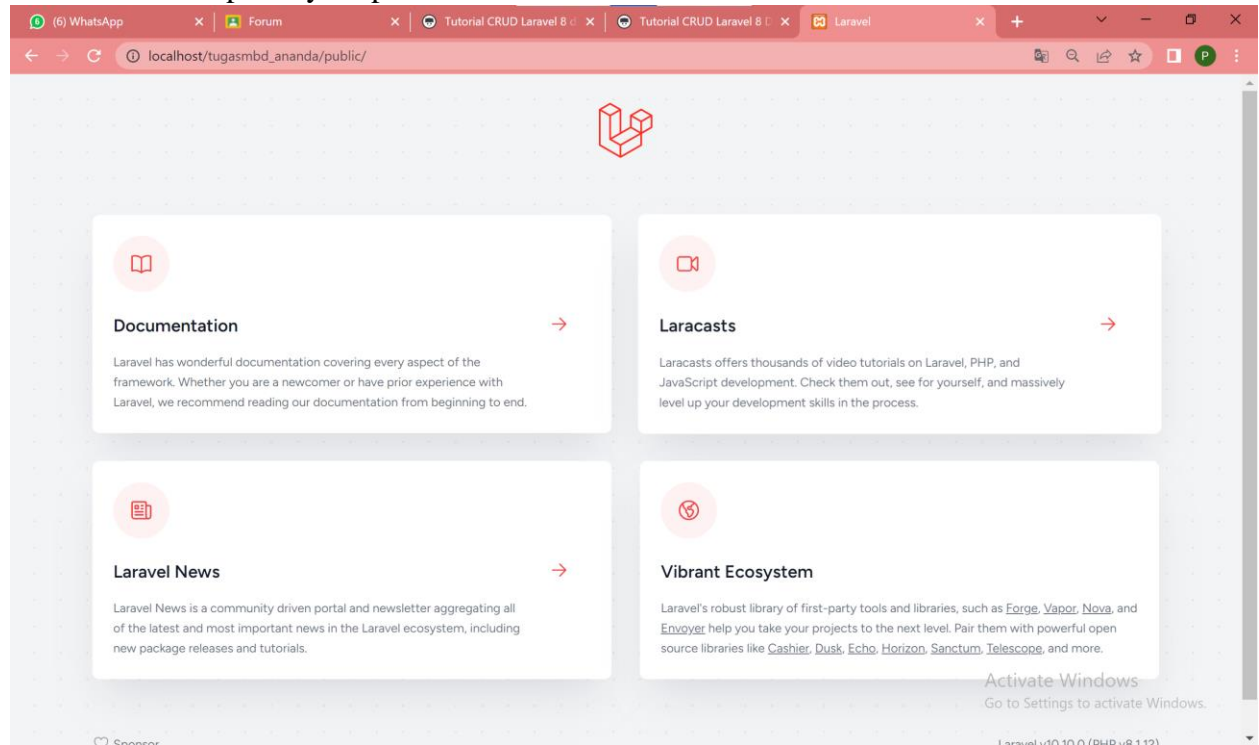 (6) WhatsApp
Forum
Tutorial CRUD Laravel 8 d
Tutorial CRUD Laravel 8 D
Laravel
localhost/tugasmbd_ananda/public/
P
Documentation
Laravel has wonderful documentation covering every aspect of the
framework. Whether you are a newcomer or have prior experience with
Laravel, we recommend reading our documentation from beginning to end.
Laracasts
Laracasts offers thousands of video tutorials on Laravel, PHP, and
JavaScript development. Check them out, see for yourself, and massively
level up your development skills in the process.
Laravel News
Laravel News is a community driven portal and newsletter aggregating all
of the latest and most important news in the Laravel ecosystem, including
new package releases and tutorials.
Vibrant Ecosystem
Laravel's robust library of first-party tools and libraries, such as Forge, Vapor, Nova, and
Envoyer help you take your projects to the next level. Pair them with powerful open
source libraries like Cashier, Dusk, Echo, Horizon, Sanctum, Telescope, and more.
Activate Windows
Go to Settings to activate Windows.
Sponsor
Laravel v10.10.0 (PHP v8.1.12)